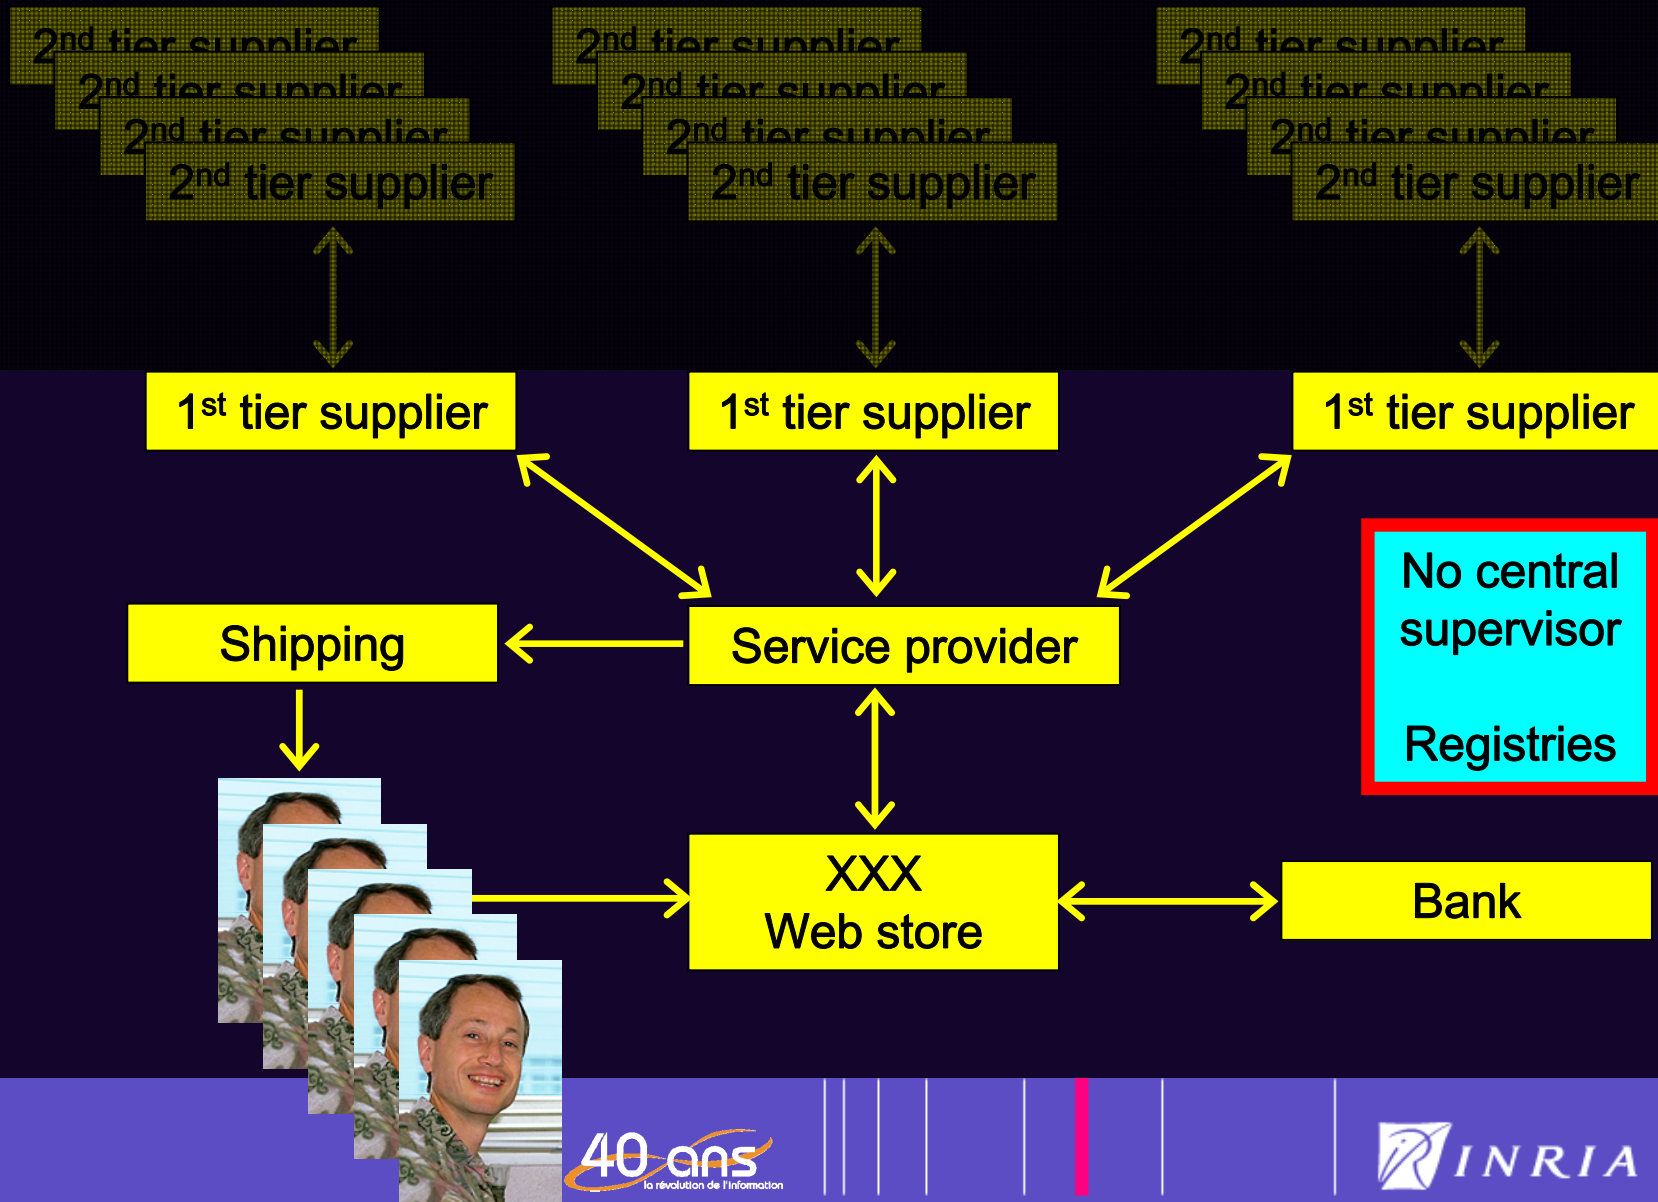 2nd tier supplier
2nd tier supplier
2nd tier supplier
2nd tier supplier
2nd tier supplier
2nd tier supplier
2nd tier supplier
2nd tier supplier
2nd tier supplier
2nd tier supplier
2nd tier supplier
2nd tier supplier
1st tier supplier
1st tier supplier
1st tier supplier
No central
supervisor
Registries
Shipping
Service provider
XXX
Web store
Bank
40 ans
la révolution de l'information
INRIA